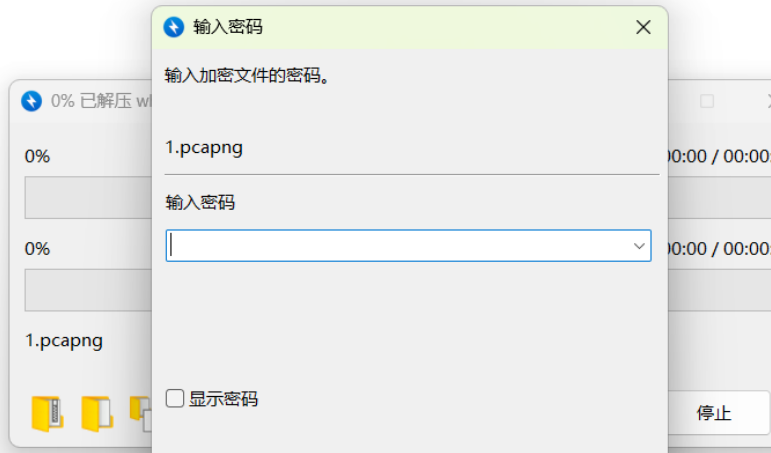 输入密码
0% 已解压
输入加密文件的密码。
1.pcapng
0%
00:00 / 00:00
输入密码
0%
00:00 / 00:00
1.pcapng
显示密码
停止